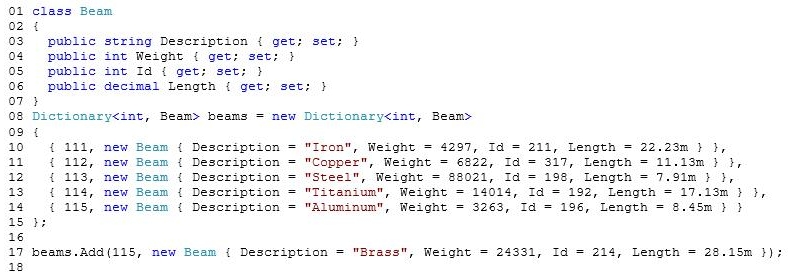 01 class Beam
02 {
03   public string Description { get; set; }
04   public int Weight { get; set; }
05   public int Id { get; set; }
06   public decimal Length { get; set; }
07 }
08 Dictionary<int, Beam> beams = new Dictionary<int, Beam>
09 {
10   { 111, new Beam { Description = "Iron", Weight = 4297, Id = 211, Length = 22.23m } },
11   { 112, new Beam { Description = "Copper", Weight = 6822, Id = 317, Length = 11.13m } },
12   { 113, new Beam { Description = "Steel", Weight = 88021, Id = 198, Length = 7.91m } },
13   { 114, new Beam { Description = "Titanium", Weight = 14014, Id = 192, Length = 17.13m } },
14   { 115, new Beam { Description = "Aluminum", Weight = 3263, Id = 196, Length = 8.45m } }
15 };
16
17 beams.Add(115, new Beam { Description = "Brass", Weight = 24331, Id = 214, Length = 28.15m });
18